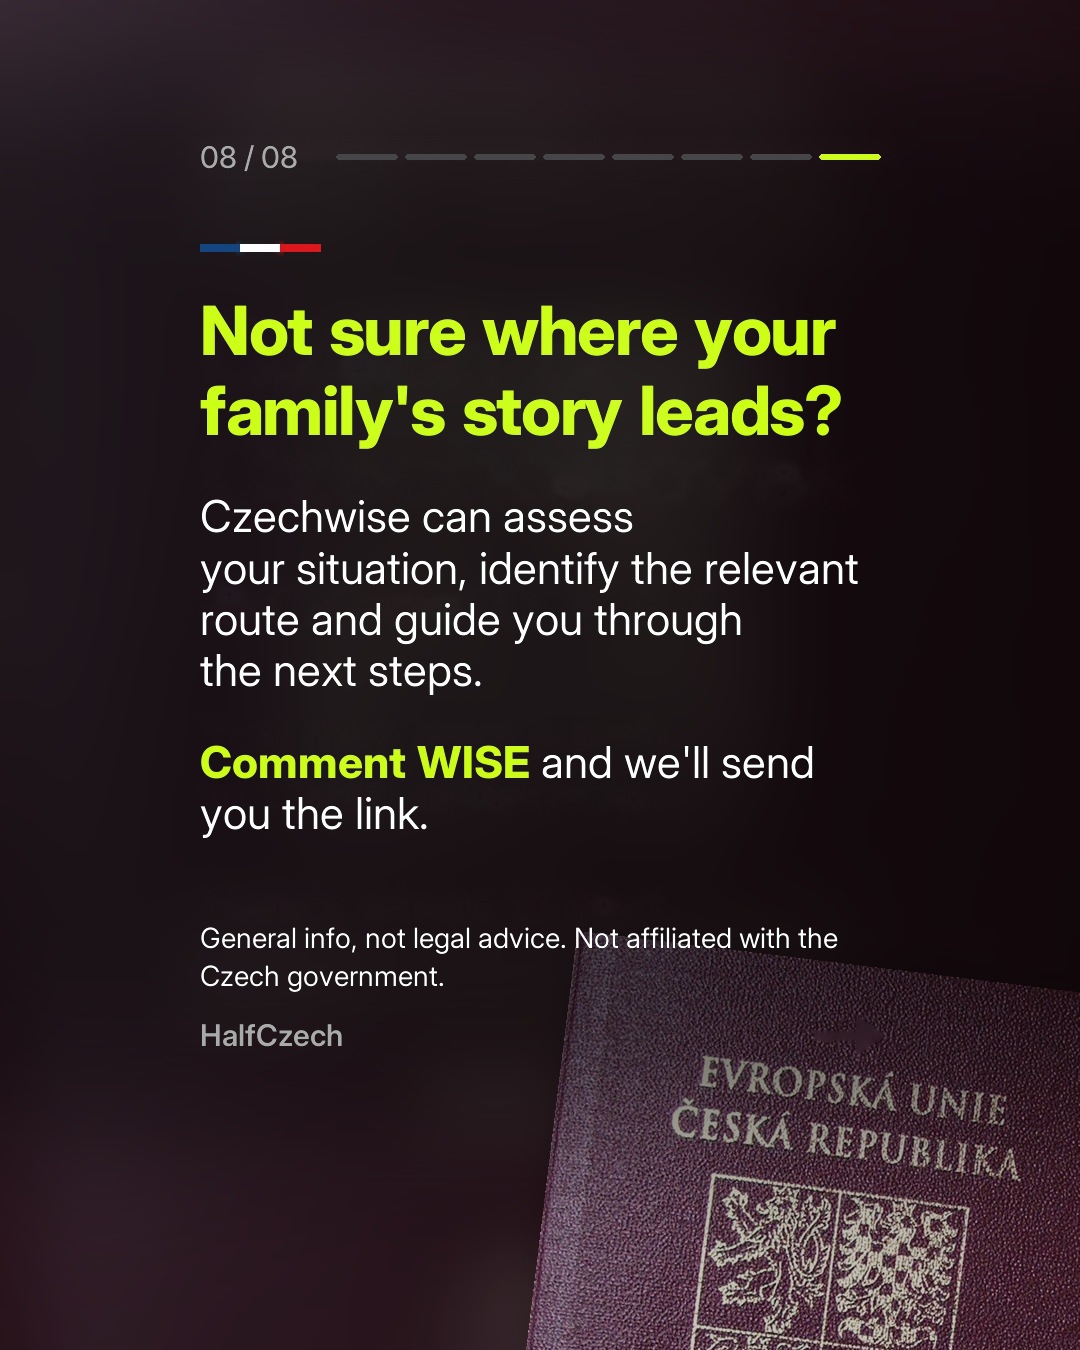 08 / 08
Not sure where your
family's story leads?
Czechwise can assess
your situation, identify the relevant
route and guide you through
the next steps.
Comment WISE and we'll send
you the link.
General info, not legal advice. Not affiliated with the
Czech government.
HalfCzech
EVROPSKÁ UNIE
ČESKÁ REPUBLIKA